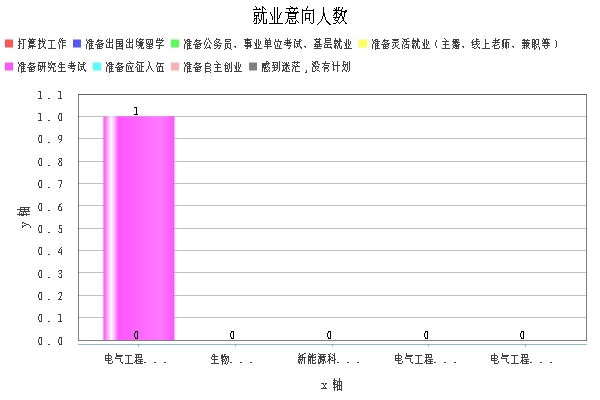 就业意向人数
打算找工作 准备出国出境留学 准备公务员、事业单位考试、基层就业 准备灵活就业（主播、线上老师、兼职等）
准备研究生考试 准备应征入伍 准备自主创业 感到迷茫，没有计划
1.1
1.0
0.9
0.8
0.7
0.6
0.5
0.4
0.3
0.2
0.1
0.0
y 轴
1
0 0 0 0 0
电气工程... 生物... 新能源科... 电气工程... 电气工程...
x 轴